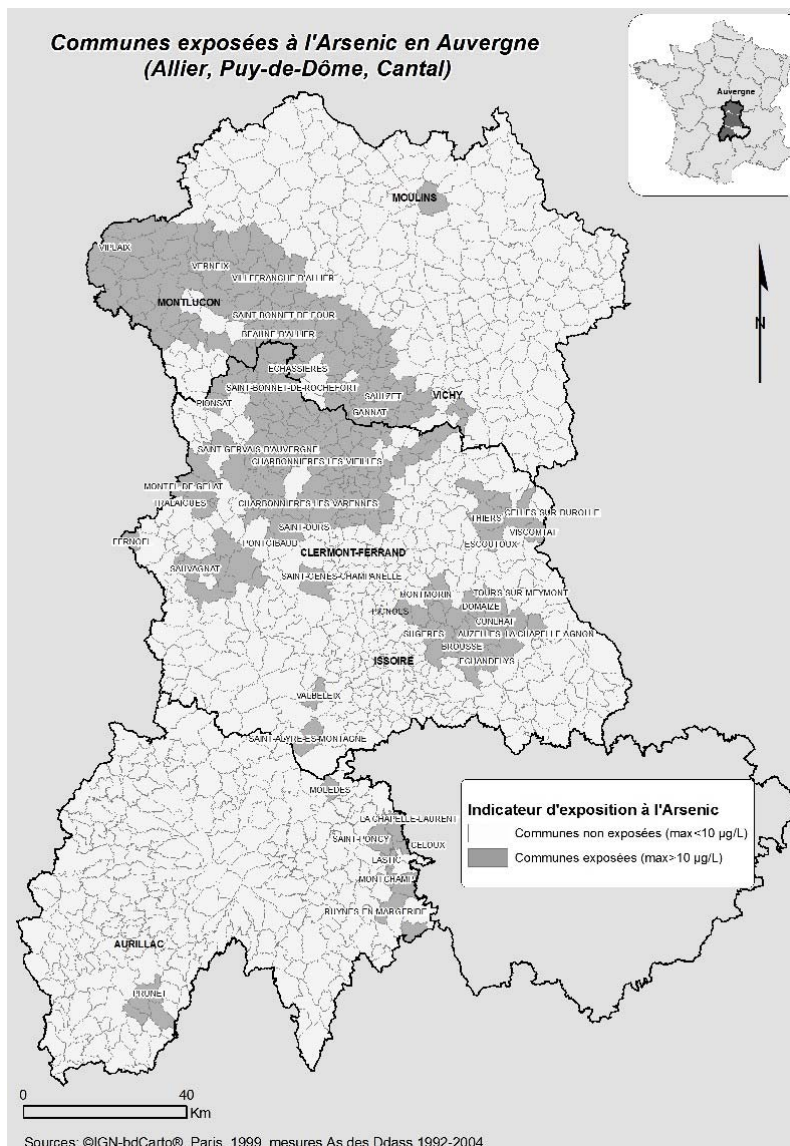 Communes exposées à l'Arsenic en Auvergne
(Allier, Puy-de-Dôme, Cantal)
Auvergne
MOULINS
VIPLAIX
VERNEIX
VILLEFRANCHE D'ALLIER
MONTLUCON
SAINT-BONNET-DE-FOUR
BEAUNE D'ALLIER
N
ECHASSIERES
SAINT-BONNET-DE-ROCHEFORT
SAULZET
VICHY
PIONSAT
GANNAT
SAINT GERVAIS D'AUVERGNE
CHARBONNIERES LES VIEILLES
MONTEL DE GELAT
TRALAIGUES
CHARBONNIERES LES VARENNES
CELLES SUR DUROLLE
THIERS
VISCOMTAT
SAINT-OURS
FERNOEL
PONTGIBAUD
ESCOUTOUX
CLERMONT-FERRAND
SAUVAGNAT
SAINT-GENES-CHAMPANELLE
BONTMORIN
TOURS SUR MEYMONT
PIGNOLS
DOMAIZE
CUNLHAT
SUGERES
AUZELLES
LA CHAPELLE AGNON
BROUSSE
ISSOIRE
ECHANDELYS
VALBELEIX
SAINT-ALYRE-ES-MONTAGNE
MOLEDES
LA CHAPELLE-LAURENT
SAINT-PONCY
CELOUX
LASTIC
MONTCHAMP
RUYNES EN MARGERIDE
AURILLAC
PRUNET
Indicateur d'exposition à l'Arsenic
Communes non exposées (max<10 µg/L)
Communes exposées (max>10 µg/L)
0 40
Km
Sources: ©IGN-bdCarto®, Paris, 1999, mesures As des Ddass 1992-2004